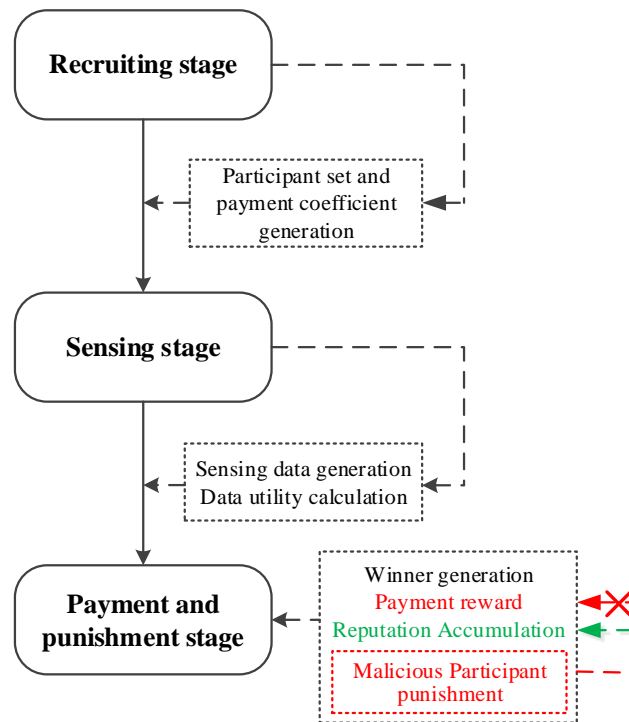 Recruiting stage
Participant set and
payment coefficient
generation
Sensing stage
Sensing data generation
Data utility calculation
Payment and
punishment stage
Winner generation
Payment reward
Reputation Accumulation
Malicious Participant
punishment